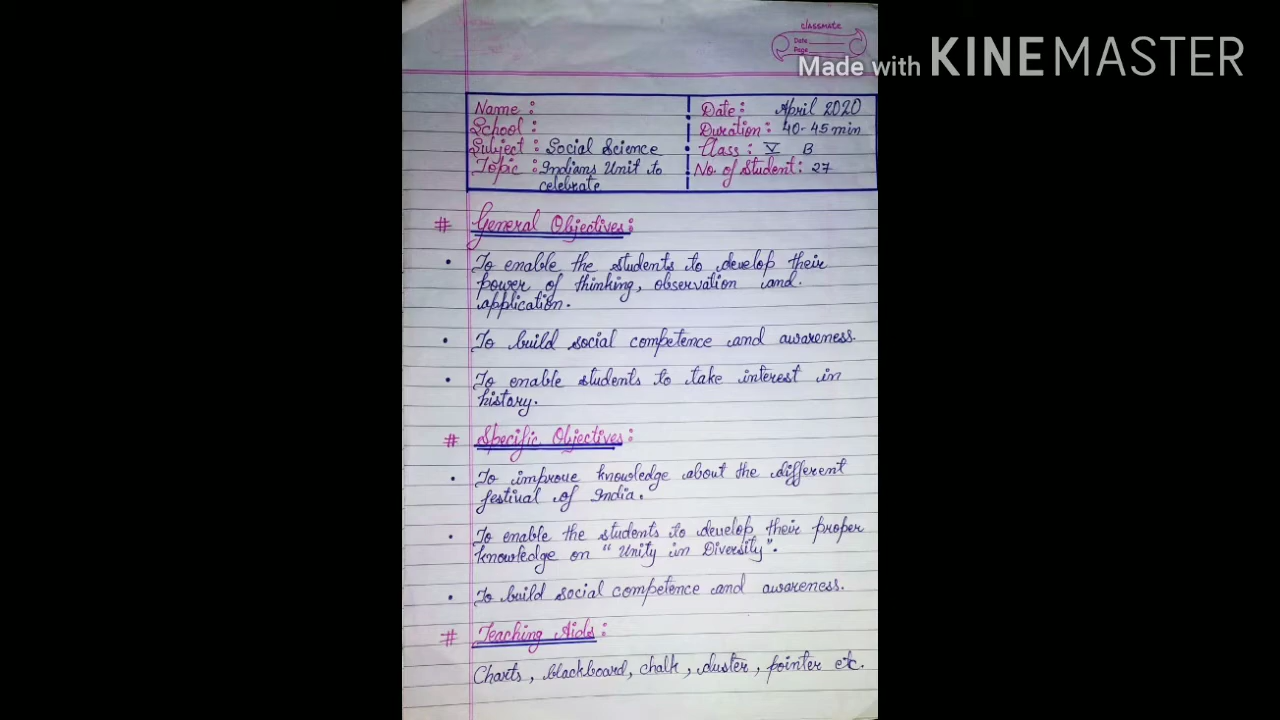 classmate
Date
Page
Made with KINEMASTER
Name :
School :
Subject : Social Science
Topic : Indians Unit to
celebrate
Date : April 2020
Duration : 40-45 min
Class : V B
No. of Student : 27
# General Objectives :
• To enable the students to develop their
power of thinking, observation and.
application.
• To build social competence and awareness.
• To enable students to take interest in
history.
# Specific Objectives :
• To improve knowledge about the different
festival of India.
• To enable the students to develop their proper
knowledge on "Unity in Diversity".
• To build social competence and awareness.
# Teaching Aids :
Charts, blackboard, chalk, duster, pointer etc.